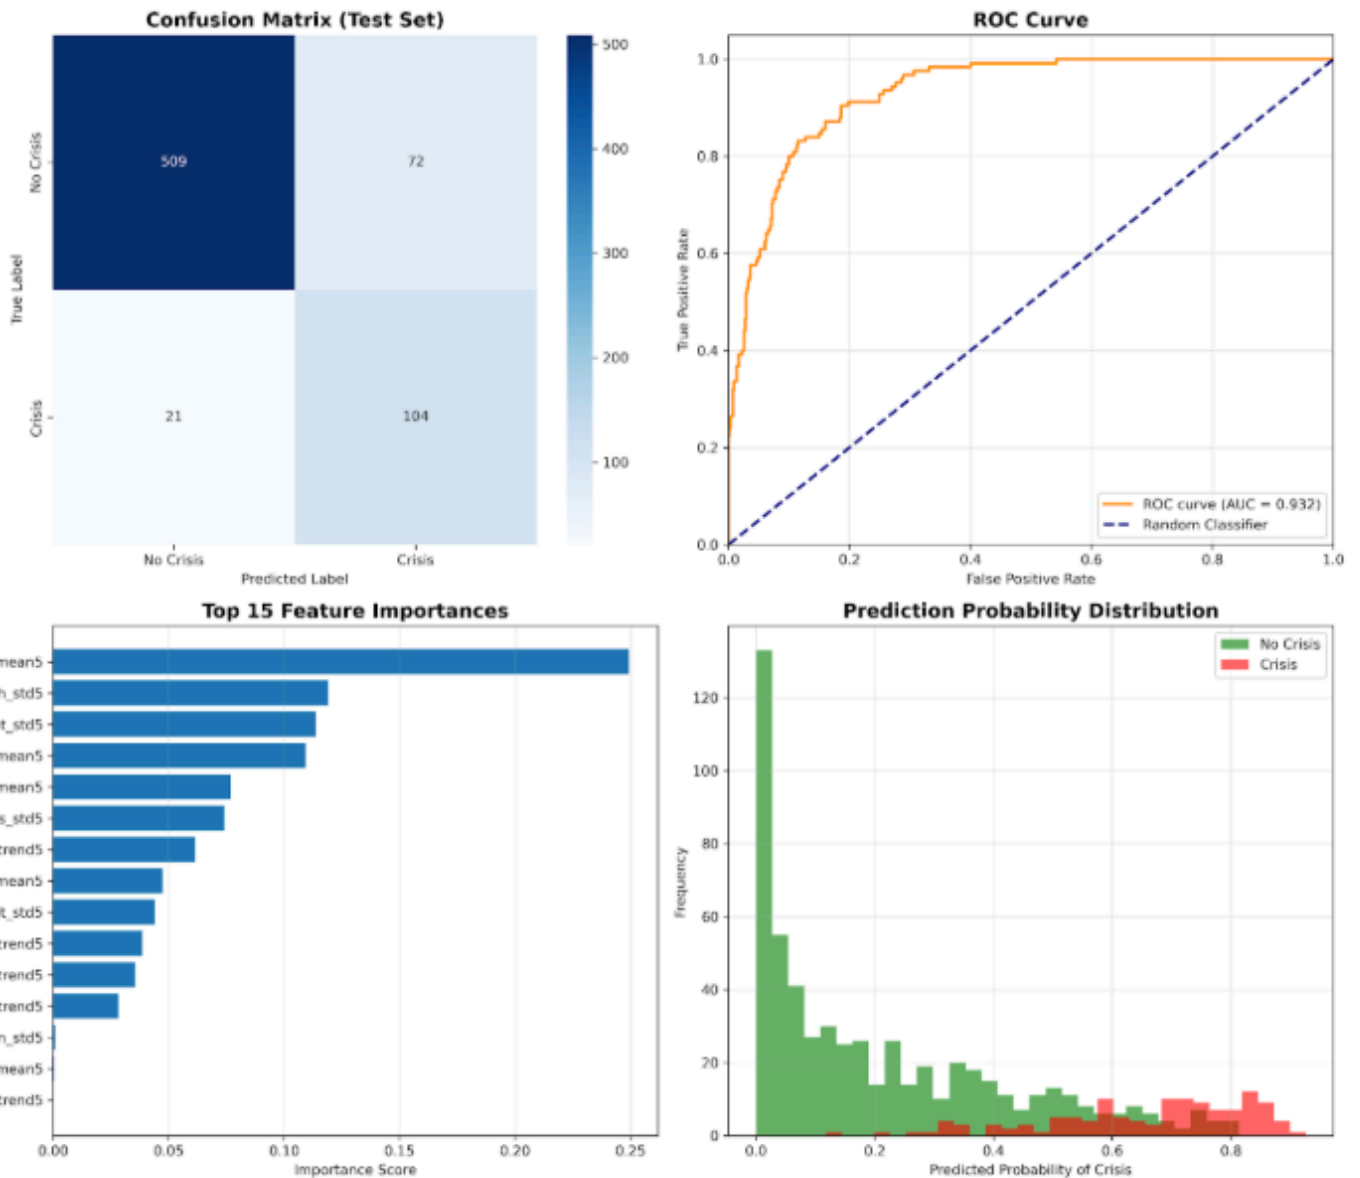 Confusion Matrix (Test Set)
No Crisis
509
72
Crisis
21
104
True Label
No Crisis
Crisis
Predicted Label
500
400
300
200
100
ROC Curve
1.0
0.8
0.6
0.4
0.2
0.0
True Positive Rate
ROC curve (AUC = 0.932)
Random Classifier
0.0
0.2
0.4
0.6
0.8
1.0
False Positive Rate
Top 15 Feature Importances
mean5
h_std5
t_std5
mean5
mean5
s_std5
trend5
mean5
lt_std5
trend5
trend5
trend5
n_std5
mean5
trend5
0.00
0.05
0.10
0.15
0.20
0.25
Importance Score
Prediction Probability Distribution
No Crisis
Crisis
120
100
80
60
40
20
0
Frequency
0.0
0.2
0.4
0.6
0.8
Predicted Probability of Crisis